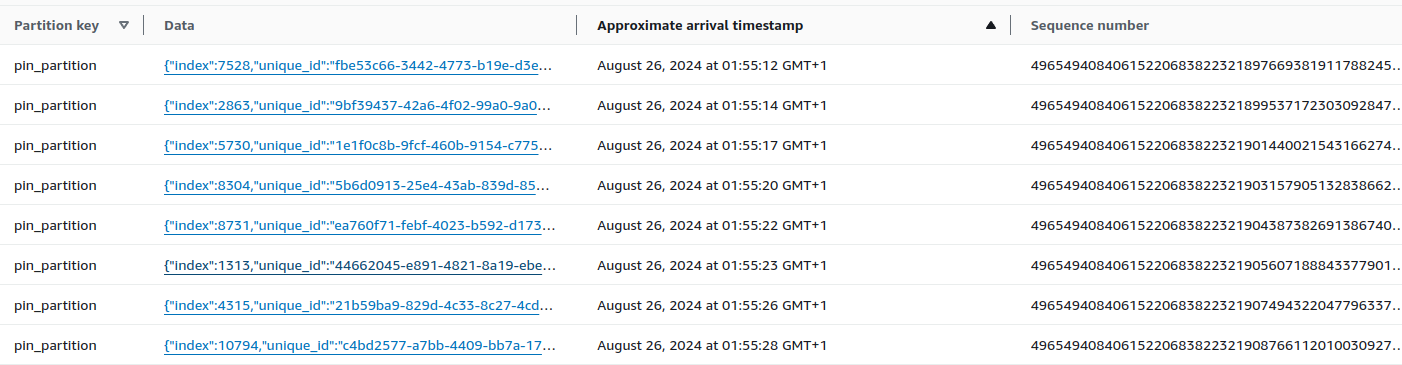 Partition key Data Approximate arrival timestamp Sequence number
pin_partition {"index":7528,"unique_id":"fbe53c66-3442-4773-b19e-d3e... August 26, 2024 at 01:55:12 GMT+1 49654940840615220683822321897669381911788245...
pin_partition {"index":2863,"unique_id":"9bf39437-42a6-4f02-99a0-9a0... August 26, 2024 at 01:55:14 GMT+1 49654940840615220683822321899537172303092847...
pin_partition {"index":5730,"unique_id":"1e1f0c8b-9fcf-460b-9154-c775... August 26, 2024 at 01:55:17 GMT+1 49654940840615220683822321901440021543166274...
pin_partition {"index":8304,"unique_id":"5b6d0913-25e4-43ab-839d-85... August 26, 2024 at 01:55:20 GMT+1 49654940840615220683822321903157905132838662...
pin_partition {"index":8731,"unique_id":"ea760f71-febf-4023-b592-d173... August 26, 2024 at 01:55:22 GMT+1 49654940840615220683822321904387382691386740...
pin_partition {"index":1313,"unique_id":"44662045-e891-4821-8a19-ebe... August 26, 2024 at 01:55:23 GMT+1 49654940840615220683822321905607188843377901...
pin_partition {"index":4315,"unique_id":"21b59ba9-829d-4c33-8c27-4cd... August 26, 2024 at 01:55:26 GMT+1 49654940840615220683822321907494322047796337...
pin_partition {"index":10794,"unique_id":"c4bd2577-a7bb-4409-bb7a-17... August 26, 2024 at 01:55:28 GMT+1 49654940840615220683822321908766112010030927...